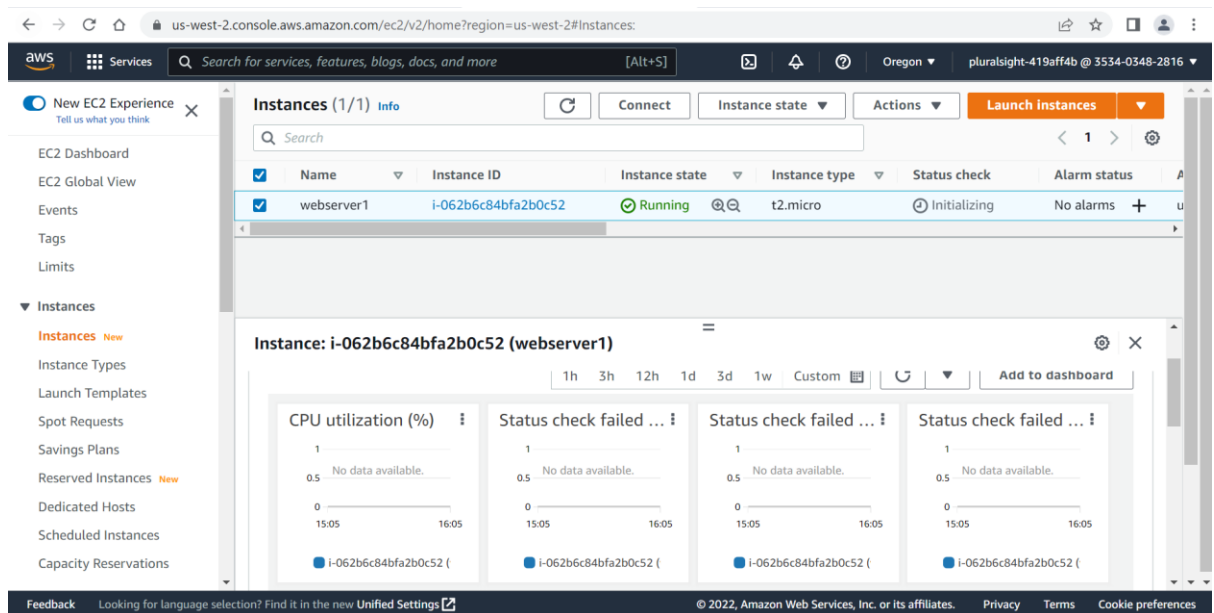 us-west-2.console.aws.amazon.com/ec2/v2/home?region=us-west-2#Instances:
aws Services Search for services, features, blogs, docs, and more [Alt+S] Oregon ▼ pluralsight-419aff4b @ 3534-0348-2816 ▼
New EC2 Experience
Tell us what you think
EC2 Dashboard
EC2 Global View
Events
Tags
Limits
Instances
Instances New
Instance Types
Launch Templates
Spot Requests
Savings Plans
Reserved Instances New
Dedicated Hosts
Scheduled Instances
Capacity Reservations
Instances (1/1) Info Connect Instance state ▼ Actions ▼ Launch instances ▼
Search
< 1 >
Name Instance ID Instance state Instance type Status check Alarm status A
webserver1 i-062b6c84bfa2b0c52 Running t2.micro Initializing No alarms + u
Instance: i-062b6c84bfa2b0c52 (webserver1)
1h 3h 12h 1d 3d 1w Custom Add to dashboard
CPU utilization (%)
1
0.5
0
No data available.
15:05 16:05
i-062b6c84bfa2b0c52 (
Status check failed ...
1
0.5
0
No data available.
15:05 16:05
i-062b6c84bfa2b0c52 (
Status check failed ...
1
0.5
0
No data available.
15:05 16:05
i-062b6c84bfa2b0c52 (
Status check failed ...
1
0.5
0
No data available.
15:05 16:05
i-062b6c84bfa2b0c52 (
Feedback Looking for language selection? Find it in the new Unified Settings © 2022, Amazon Web Services, Inc. or its affiliates. Privacy Terms Cookie preferences